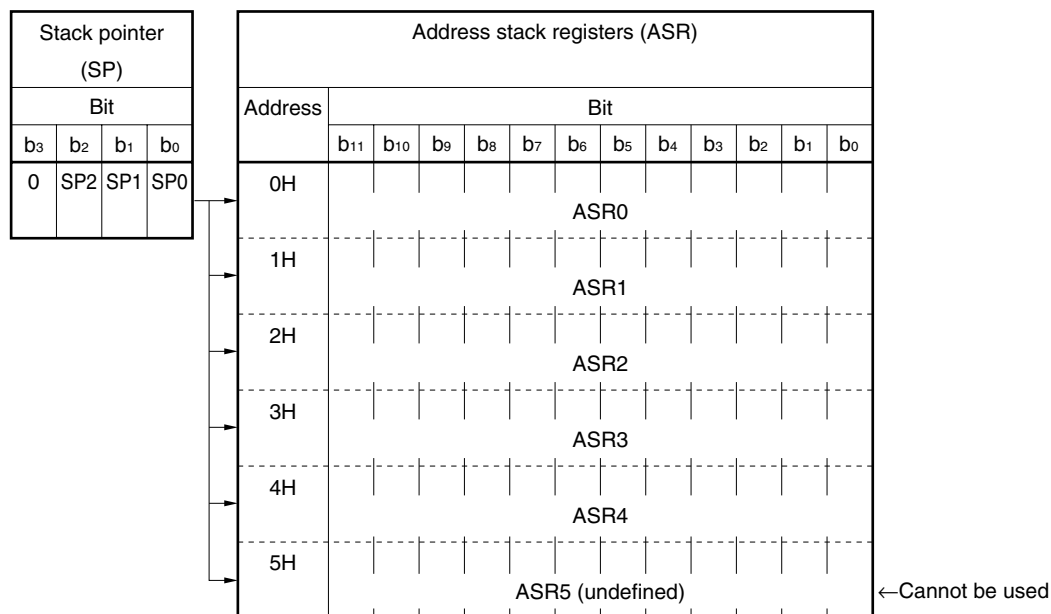 Stack pointer
(SP)
Bit
b3 b2 b1 b0
0 SP2 SP1 SP0
Address stack registers (ASR)
Address Bit
b11 b10 b9 b8 b7 b6 b5 b4 b3 b2 b1 b0
0H
ASR0
1H
ASR1
2H
ASR2
3H
ASR3
4H
ASR4
5H
ASR5 (undefined)
←Cannot be used